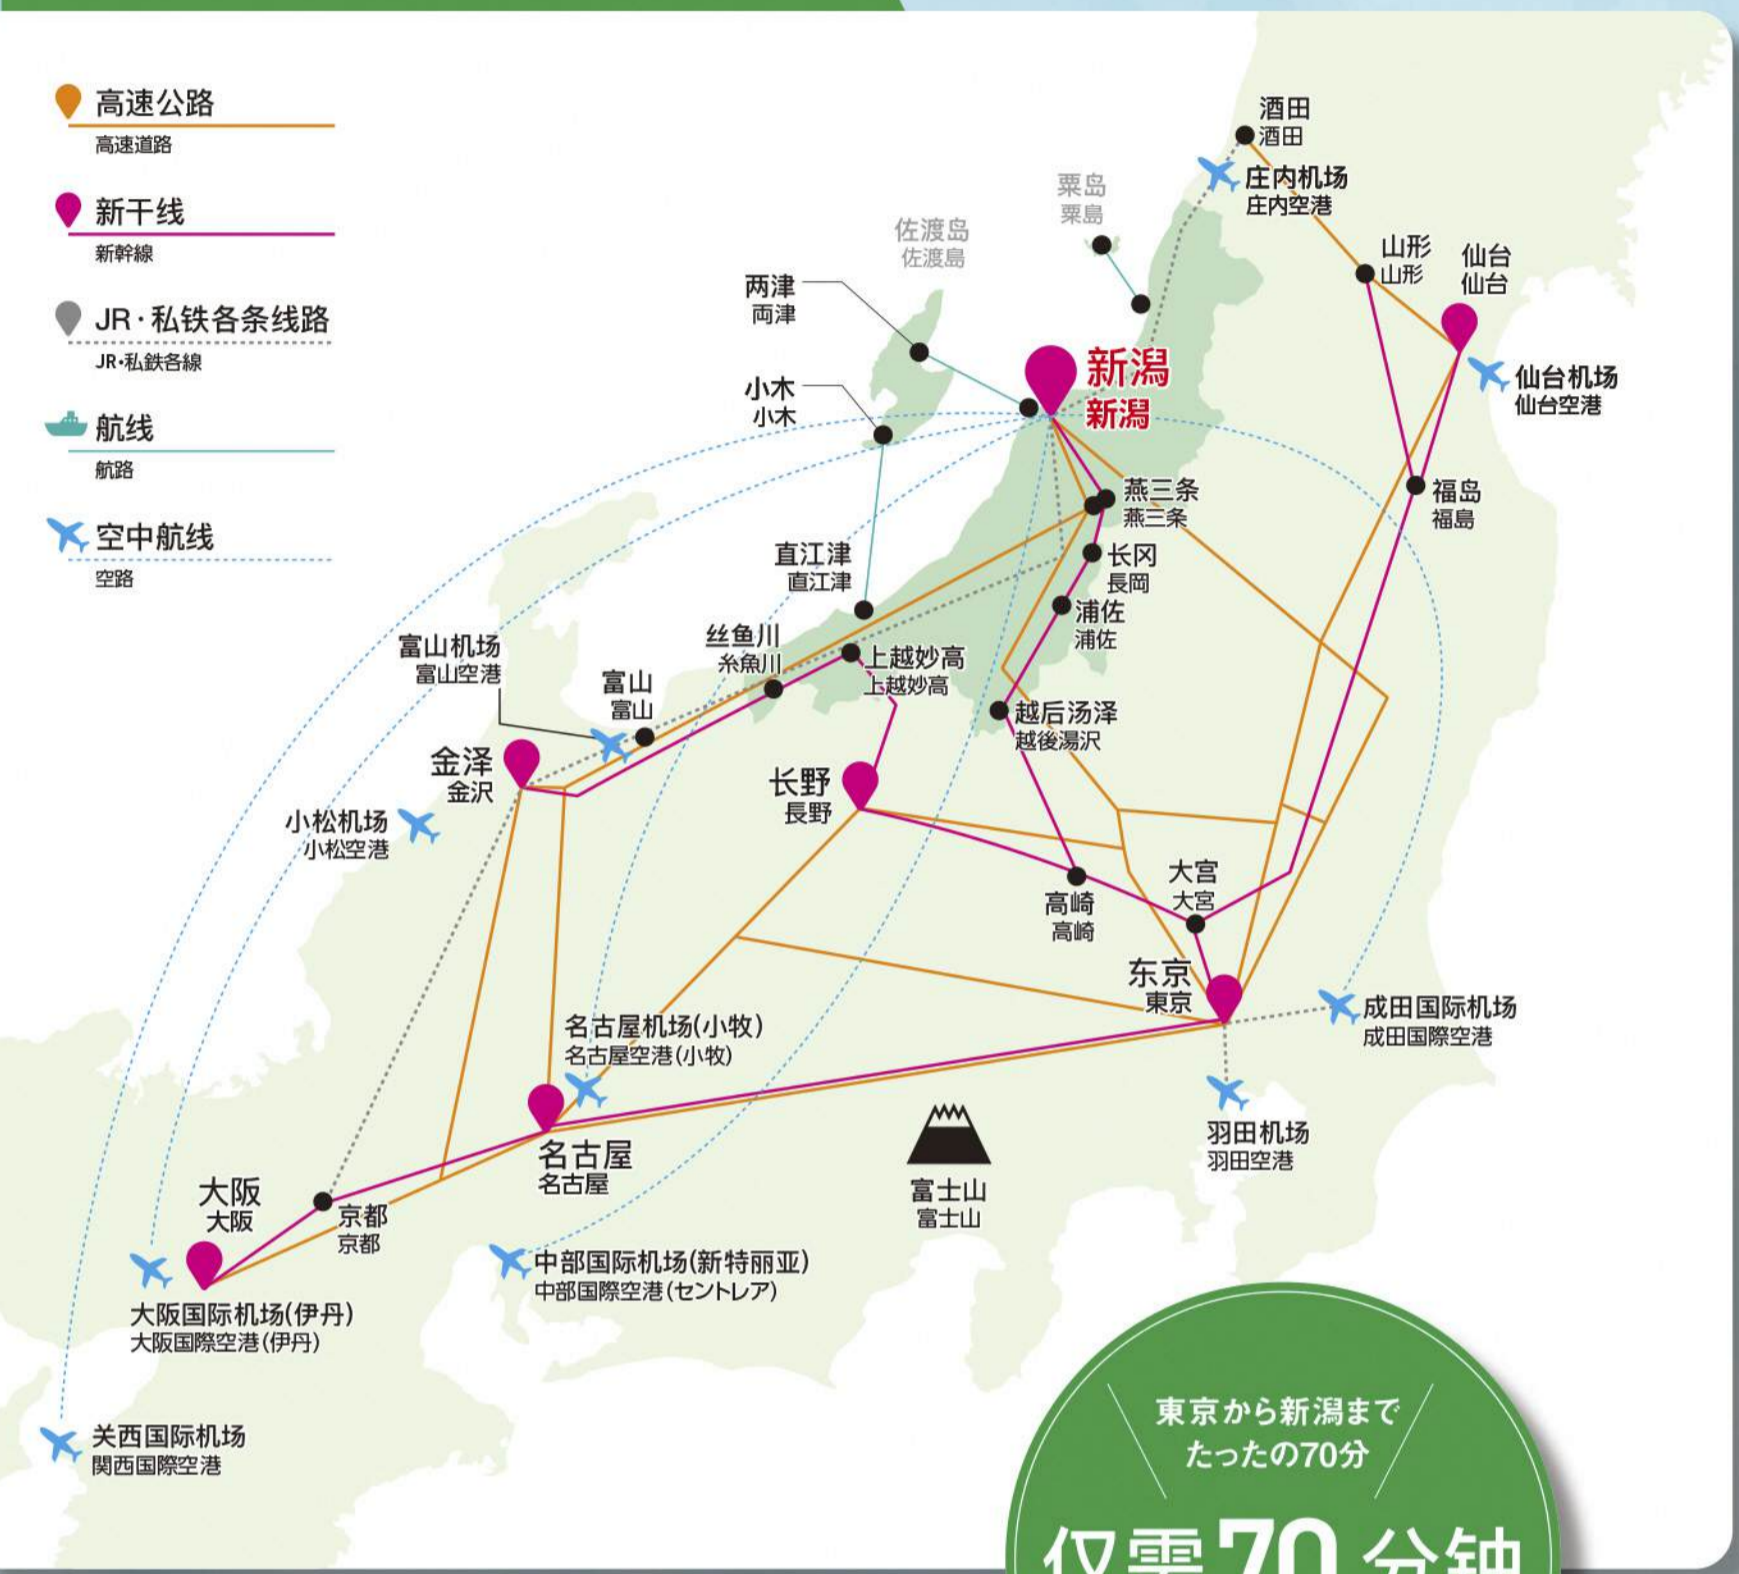 高速公路
高速道路
新干线
新幹線
JR・私铁各条线路
JR・私鉄各線
航线
航路
空中航线
空路
酒田
酒田
庄内机场
庄内空港
粟岛
粟島
佐渡岛
佐渡島
山形
山形
仙台
仙台
两津
両津
新潟
新潟
仙台机场
仙台空港
小木
小木
燕三条
燕三条
福岛
福島
直江津
直江津
长冈
長岡
浦佐
浦佐
丝鱼川
糸魚川
富山机场
富山空港
上越妙高
上越妙高
富山
富山
越后汤泽
越後湯沢
金泽
金沢
长野
長野
小松机场
小松空港
大宫
大宮
高崎
高崎
东京
東京
成田国际机场
成田国際空港
名古屋机场(小牧)
名古屋空港(小牧)
羽田机场
羽田空港
名古屋
名古屋
富士山
富士山
大阪
大阪
京都
京都
中部国际机场(新特丽亚)
中部国際空港(セントレア)
大阪国际机场(伊丹)
大阪国際空港(伊丹)
关西国际机场
関西国際空港
東京から新潟まで
たったの70分
仅需70分钟